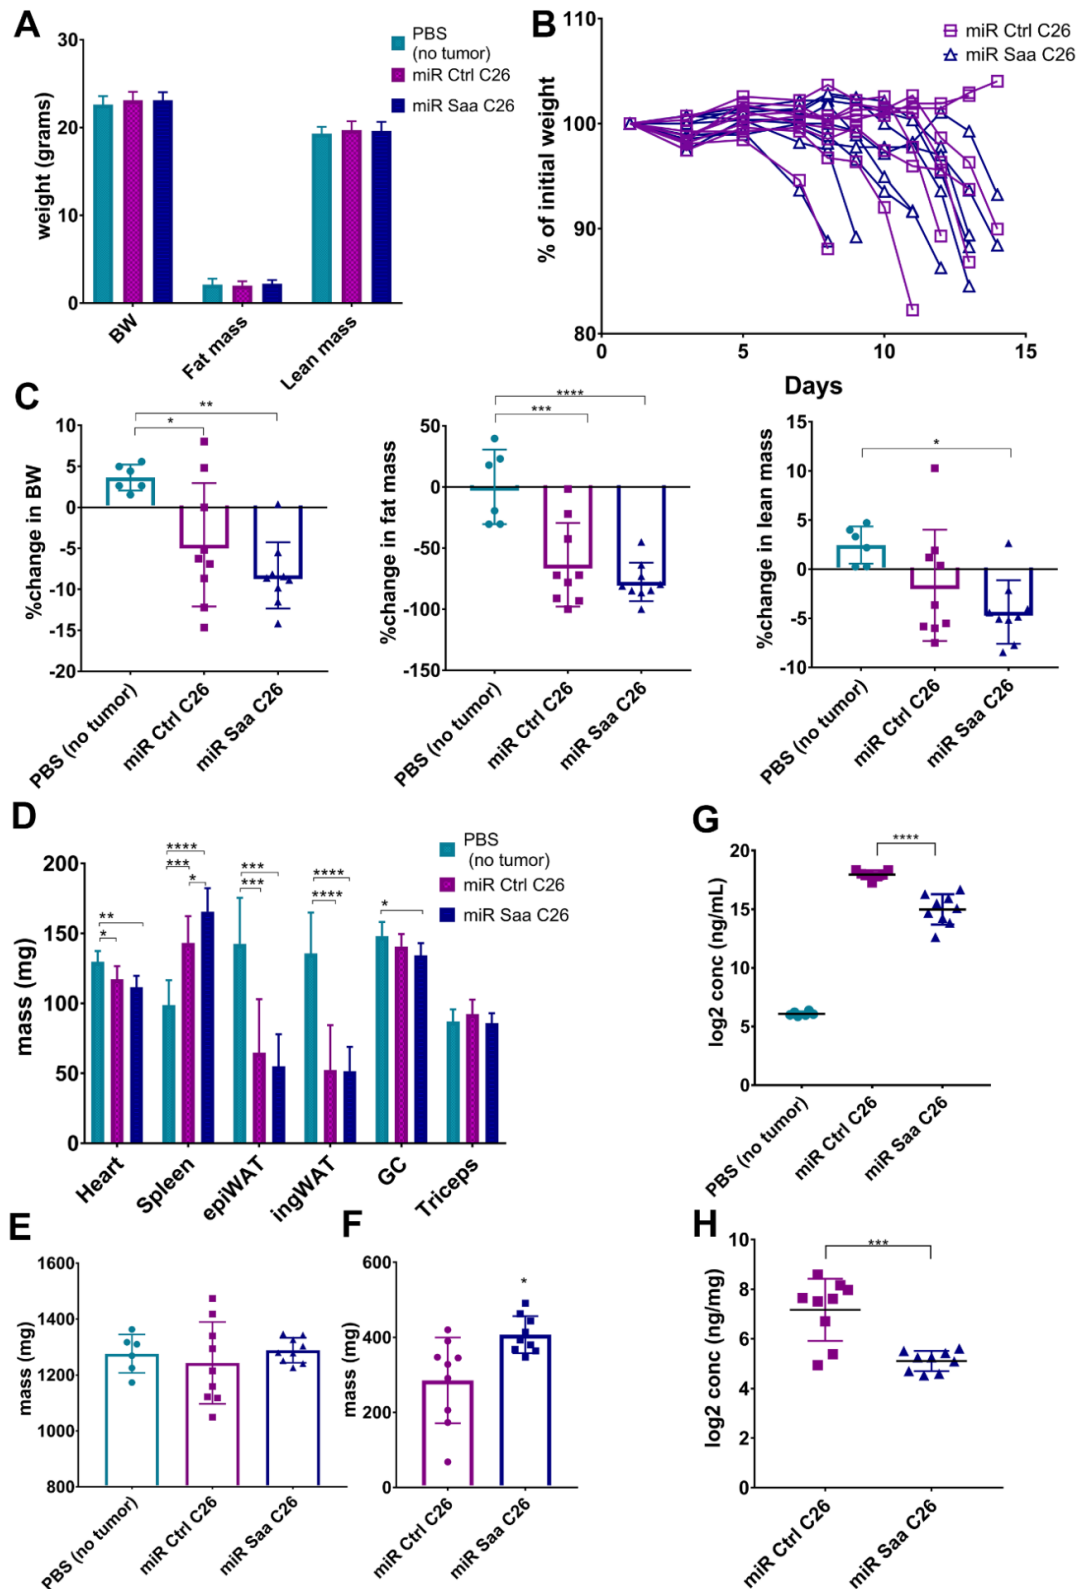 A
weight (grams)
30
20
10
0
BW
Fat mass
Lean mass
PBS
(no tumor)
miR Ctrl C26
miR Saa C26
B
% of initial weight
110
100
90
80
0
5
10
15
Days
miR Ctrl C26
miR Saa C26
C
%change in BW
10
5
0
-5
-10
-15
-20
*
**
PBS (no tumor)
miR Ctrl C26
miR Saa C26
%change in fat mass
50
0
-50
-100
-150
****
***
PBS (no tumor)
miR Ctrl C26
miR Saa C26
%change in lean mass
15
10
5
0
-5
-10
*
PBS (no tumor)
miR Ctrl C26
miR Saa C26
D
mass (mg)
200
150
100
50
0
**
*
****
***
*
***
***
****
****
*
Heart
Spleen
epiWAT
ingWAT
GC
Triceps
PBS
(no tumor)
miR Ctrl C26
miR Saa C26
G
log2 conc (ng/mL)
20
15
10
5
0
****
PBS (no tumor)
miR Ctrl C26
miR Saa C26
E
mass (mg)
1600
1400
1200
1000
800
PBS (no tumor)
miR Ctrl C26
miR Saa C26
F
mass (mg)
600
400
200
0
*
miR Ctrl C26
miR Saa C26
H
log2 conc (ng/mg)
10
8
6
4
2
0
***
miR Ctrl C26
miR Saa C26